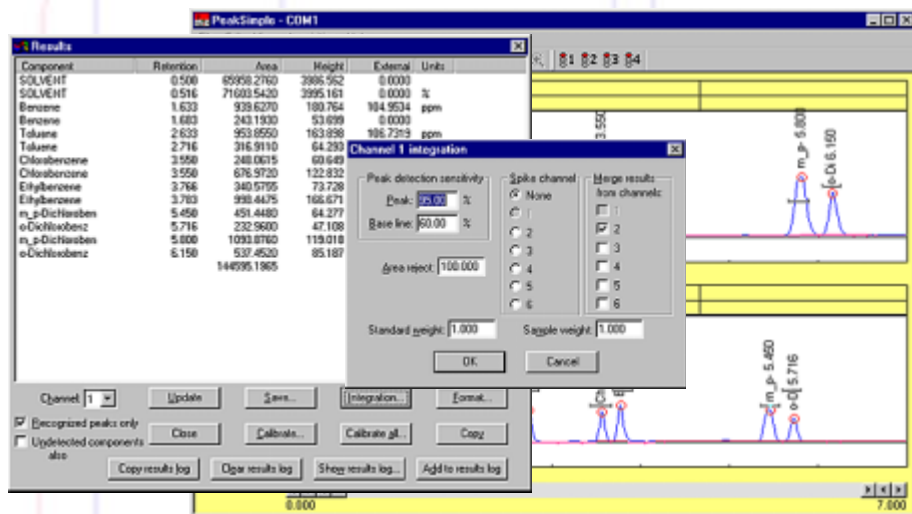 PeakSimple - COM1
1 2 3 4
Results
Component Retention Area Height External Units
SOLVENT 0.500 65958.2760 3986.562 0.0000
SOLVENT 0.516 71603.5420 3995.161 0.0000 %
Benzene 1.633 939.6270 180.764 104.9534 ppm
Benzene 1.683 243.1930 53.699 0.0000
Toluene 2.633 953.8550 163.898 106.7319 ppm
Toluene 2.716 316.9110 64.293
Chlorobenzene 3.550 248.0615 60.649
Chlorobenzene 3.550 676.9720 122.832
Ethylbenzene 3.766 340.5755 73.728
Ethylbenzene 3.783 998.4475 166.671
m_p-Dichloroben 5.450 451.4480 64.277
o-Dichlorobenz 5.716 232.9600 47.108
m_p-Dichloroben 5.800 1093.8760 119.018
o-Dichlorobenz 6.150 537.4520 85.187
144595.1965
Channel: 1
Update
Save...
Integration...
Format...
Recognized peaks only
Undetected components also
Close
Calibrate...
Calibrate all...
Copy
Copy results log
Clear results log
Show results log...
Add to results log
Channel 1 integration
Peak detection sensitivity
Peak: 95.00 %
Base line: 60.00 %
Area reject: 100.000
Spike channel
None
1
2
3
4
5
6
Merge results from channels:
1
2
3
4
5
6
Standard weight: 1.000
Sample weight: 1.000
OK
Cancel
3.550
m_p- 5.800
o-Di 6.150
m_p- 5.450
o-D 5.716
0.000
7.000